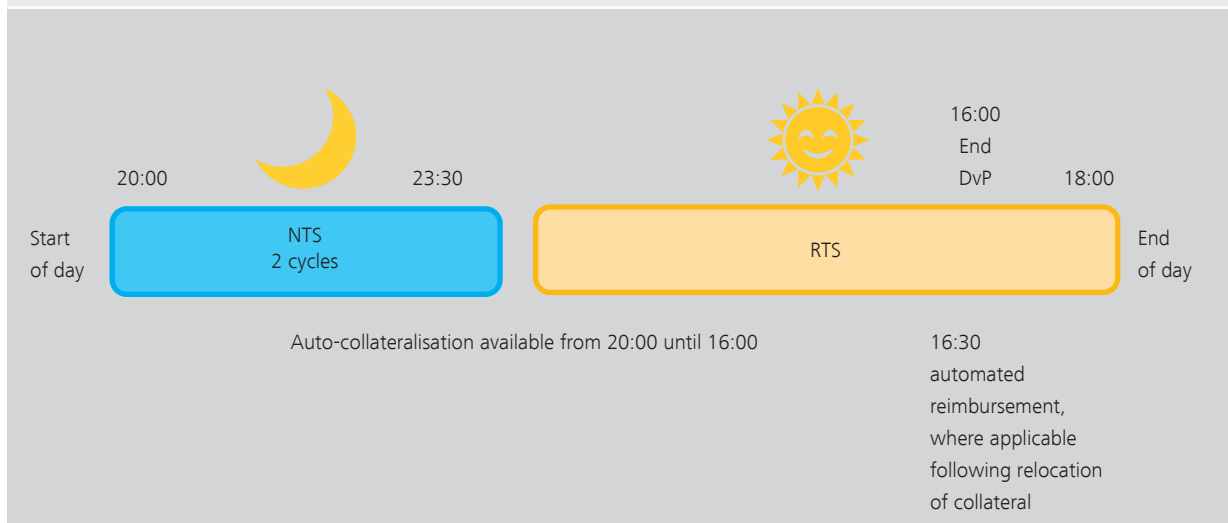 16:00
End
DvP
20:00
23:30
18:00
Start
of day
NTS
2 cycles
RTS
End
of day
Auto-collateralisation available from 20:00 until 16:00
16:30
automated
reimbursement,
where applicable
following relocation
of collateral